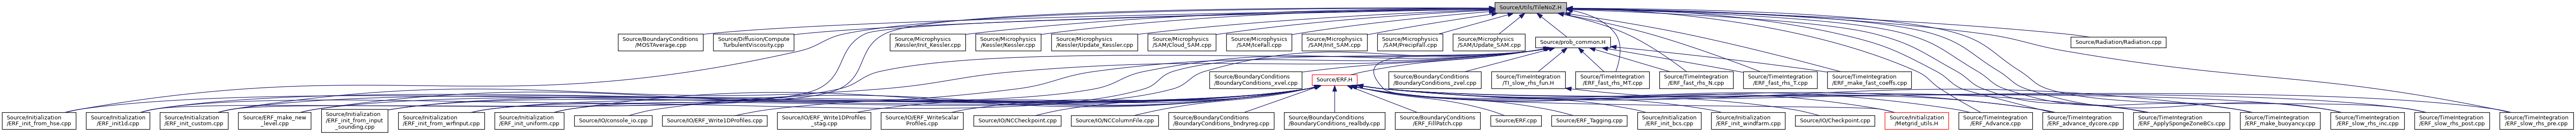 Source/Utils/TileNoZ.H
Source/BoundaryConditions
/MOSTAverage.cpp
Source/Diffusion/Compute
TurbulentViscosity.cpp
Source/Microphysics
/Kessler/Init_Kessler.cpp
Source/Microphysics
/Kessler/Kessler.cpp
Source/Microphysics
/Kessler/Update_Kessler.cpp
Source/Microphysics
/SAM/Cloud_SAM.cpp
Source/Microphysics
/SAM/IceFall.cpp
Source/Microphysics
/SAM/Init_SAM.cpp
Source/Microphysics
/SAM/PrecipFall.cpp
Source/Microphysics
/SAM/Update_SAM.cpp
Source/prob_common.H
Source/Radiation/Radiation.cpp
Source/BoundaryConditions
/BoundaryConditions_xvel.cpp
Source/ERF.H
Source/BoundaryConditions
/BoundaryConditions_zvel.cpp
Source/TimeIntegration
/TI_slow_rhs_fun.H
Source/TimeIntegration
/ERF_fast_rhs_MT.cpp
Source/TimeIntegration
/ERF_fast_rhs_N.cpp
Source/TimeIntegration
/ERF_fast_rhs_T.cpp
Source/TimeIntegration
/ERF_make_fast_coeffs.cpp
Source/Initialization
/ERF_init_from_hse.cpp
Source/Initialization
/ERF_init1d.cpp
Source/Initialization
/ERF_init_custom.cpp
Source/ERF_make_new
_level.cpp
Source/Initialization
/ERF_init_from_input
_sounding.cpp
Source/Initialization
/ERF_init_from_wrfinput.cpp
Source/Initialization
/ERF_init_uniform.cpp
Source/IO/console_io.cpp
Source/IO/ERF_Write1DProfiles.cpp
Source/IO/ERF_Write1DProfiles
_stag.cpp
Source/IO/ERF_WriteScalar
Profiles.cpp
Source/IO/NCCheckpoint.cpp
Source/IO/NCColumnFile.cpp
Source/BoundaryConditions
/BoundaryConditions_bndryreg.cpp
Source/BoundaryConditions
/BoundaryConditions_realbdy.cpp
Source/BoundaryConditions
/ERF_FillPatch.cpp
Source/ERF.cpp
Source/ERF_Tagging.cpp
Source/Initialization
/ERF_init_bcs.cpp
Source/Initialization
/ERF_init_windfarm.cpp
Source/IO/Checkpoint.cpp
Source/Initialization
/Metgrid_utils.H
Source/TimeIntegration
/ERF_Advance.cpp
Source/TimeIntegration
/ERF_advance_dycore.cpp
Source/TimeIntegration
/ERF_ApplySpongeZoneBCs.cpp
Source/TimeIntegration
/ERF_make_buoyancy.cpp
Source/TimeIntegration
/ERF_slow_rhs_inc.cpp
Source/TimeIntegration
/ERF_slow_rhs_post.cpp
Source/TimeIntegration
/ERF_slow_rhs_pre.cpp